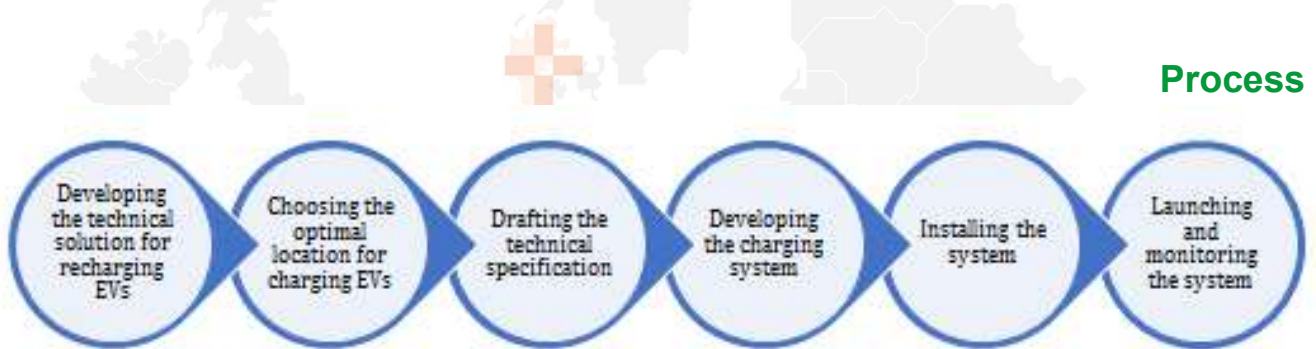 Process
Developing
the technical
solution for
recharging
EVs
Choosing the
optimal
location for
charging EVs
Drafting the
technical
specification
Developing
the charging
system
Installing the
system
Launching
and
monitoring
the system